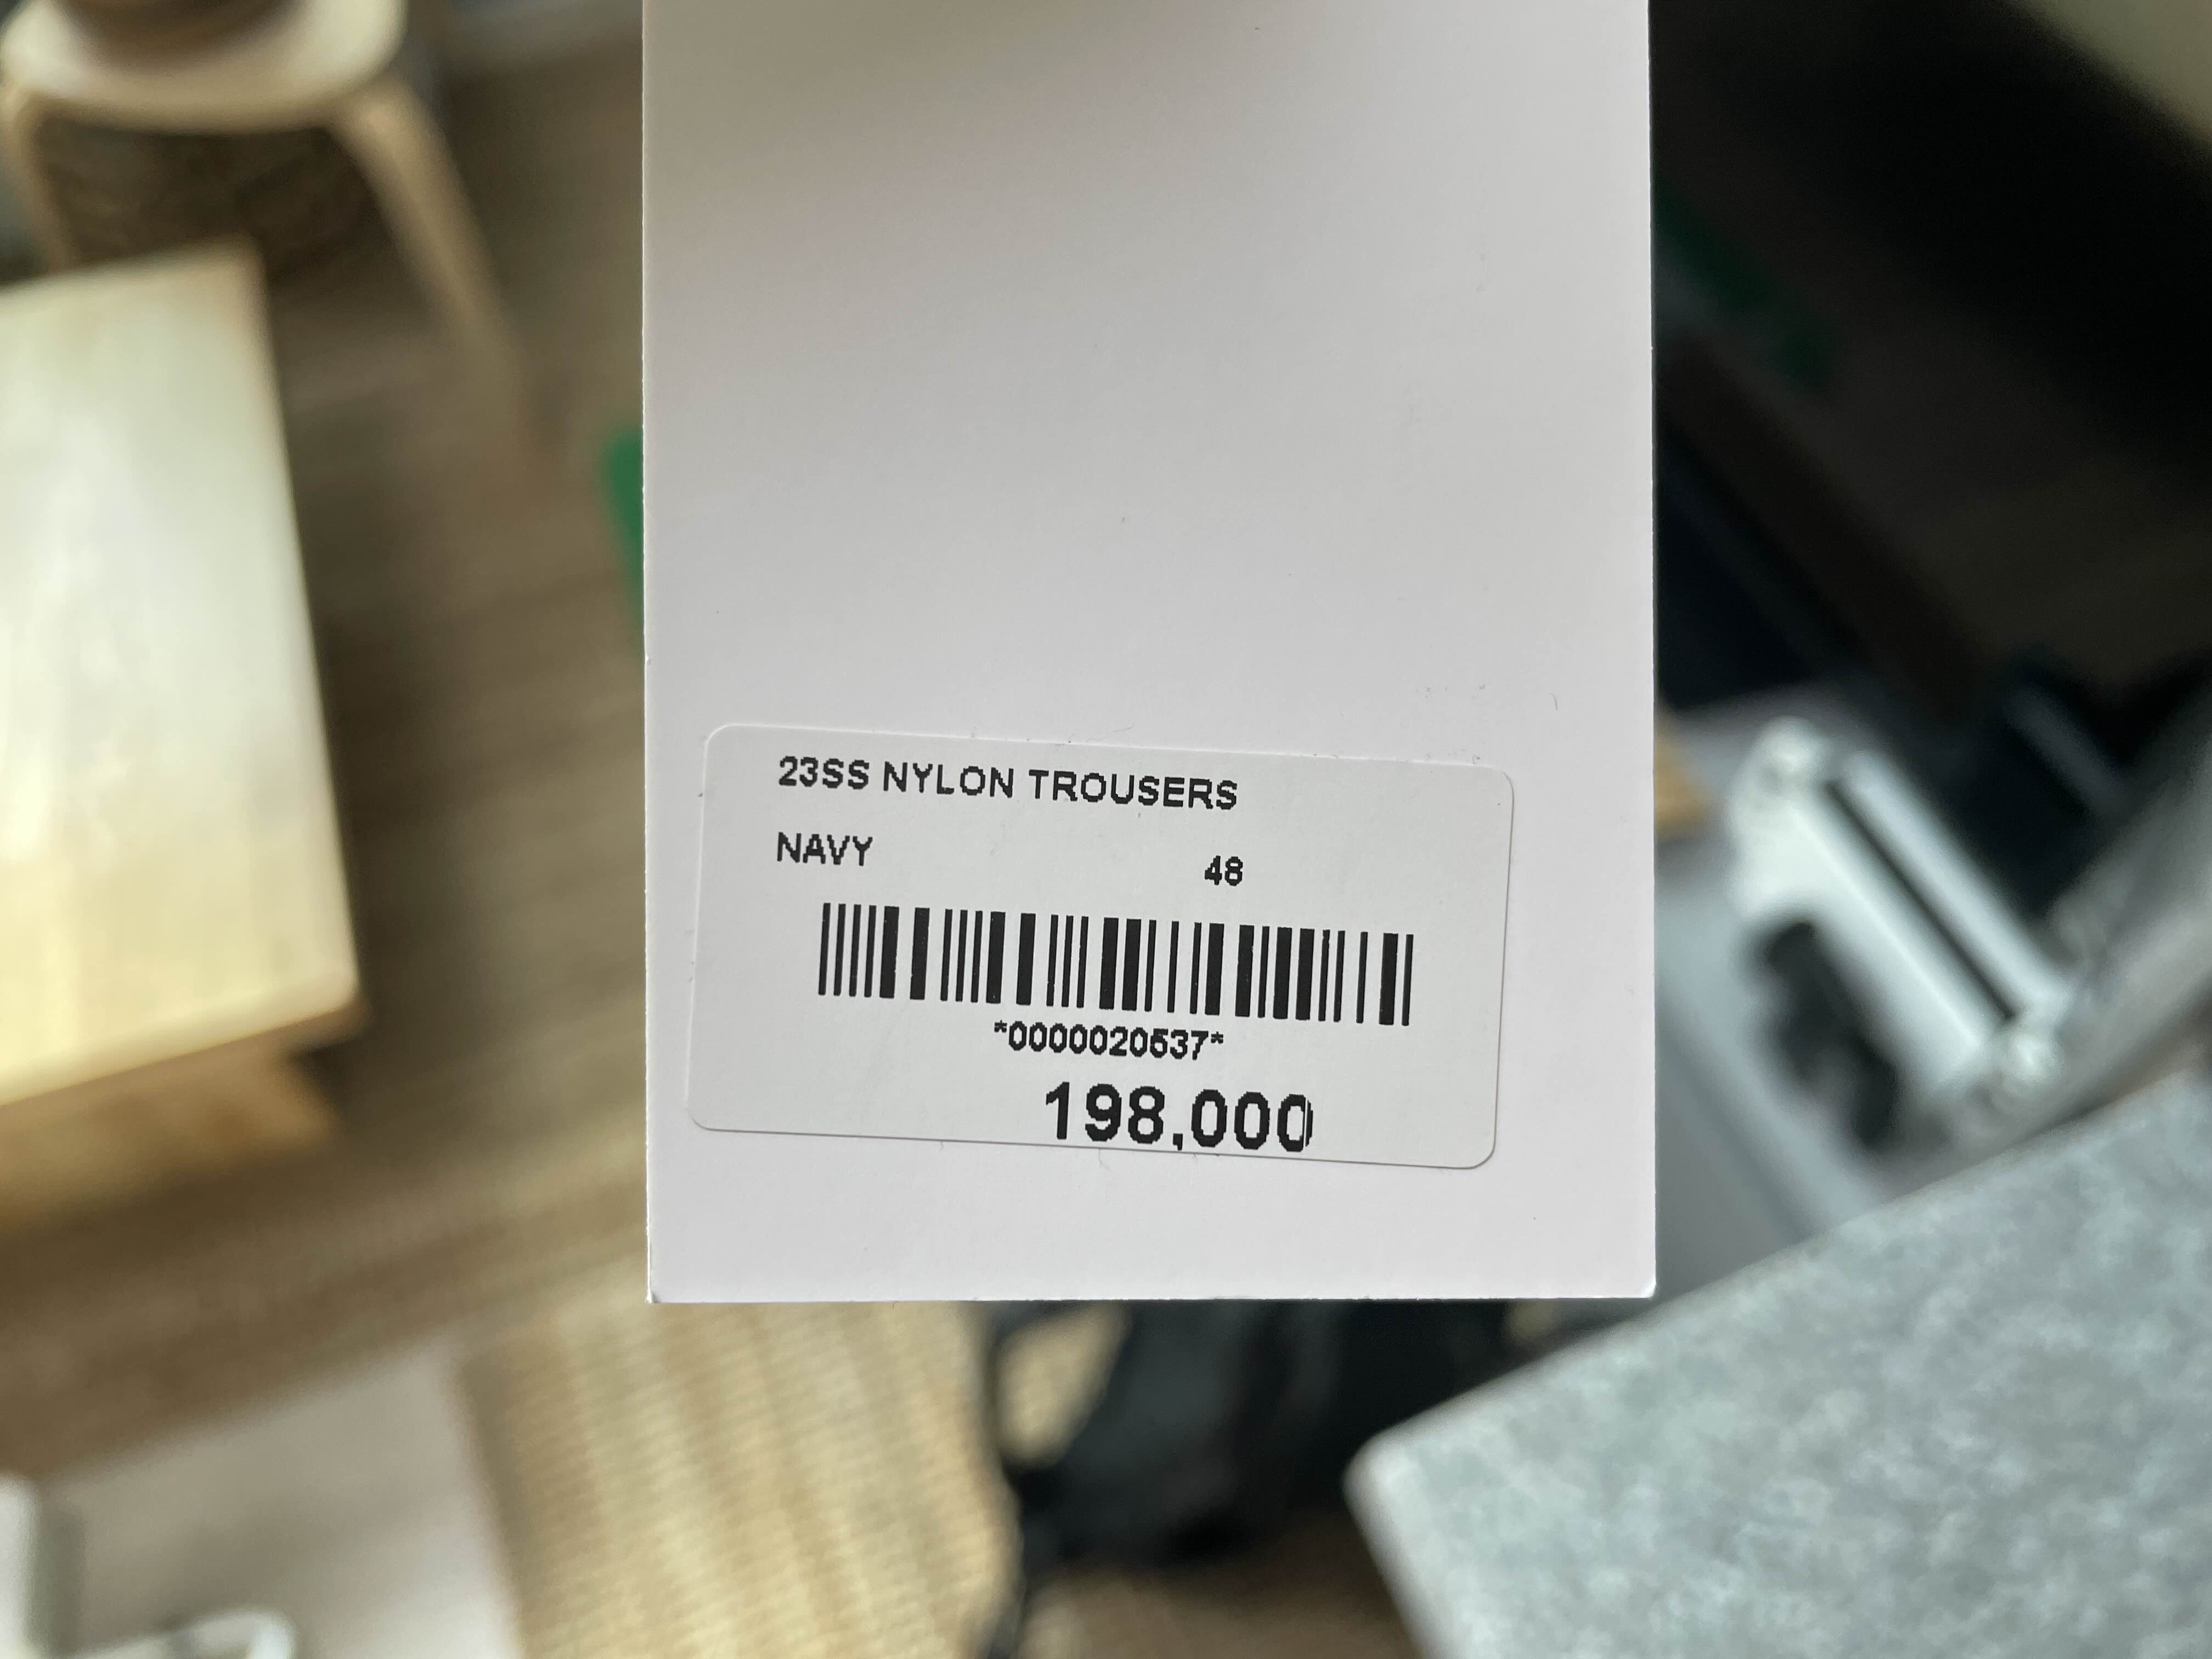 23SS NYLON TROUSERS
NAVY 48
*0000020537*
198,000